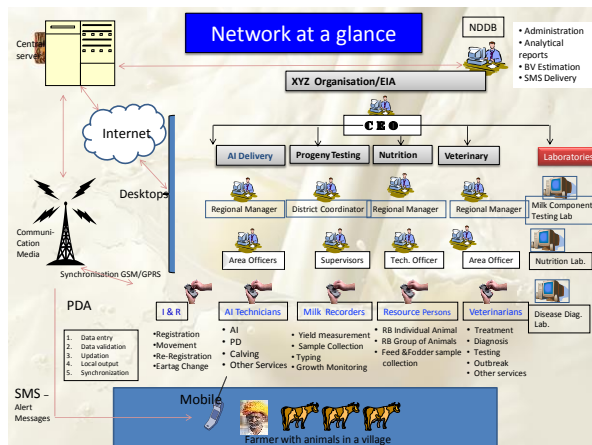 Network at a glance
NDDB
• Administration
• Analytical
reports
• BV Estimation
• SMS Delivery
Central
server
XYZ Organisation/EIA
CEO
Internet
AI Delivery
Progeny Testing
Nutrition
Veterinary
Laboratories
Desktops
Regional Manager
District Coordinator
Regional Manager
Regional Manager
Milk Component
Testing Lab
Communi-
Cation
Media
Area Officers
Supervisors
Tech. Officer
Area Officer
Nutrition Lab.
Synchronisation GSM/GPRS
PDA
I & R
AI Technicians
Milk Recorders
Resource Persons
Veterinarians
Disease Diag.
Lab.
1. Data entry
2. Data validation
3. Updation
4. Local output
5. Synchronization
•Registration
•Movement
•Re-Registration
•Eartag Change
• AI
• PD
• Calving
• Other Services
• Yield measurement
• Sample Collection
• Typing
• Growth Monitoring
• RB Individual Animal
• RB Group of Animals
• Feed &Fodder sample
collection
• Treatment
• Diagnosis
• Testing
• Outbreak
• Other services
SMS –
Alert
Messages
Mobile
Farmer with animals in a village